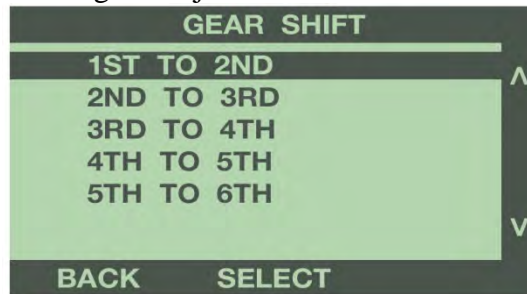 GEAR SHIFT
1ST TO 2ND
2ND TO 3RD
3RD TO 4TH
4TH TO 5TH
5TH TO 6TH
BACK SELECT